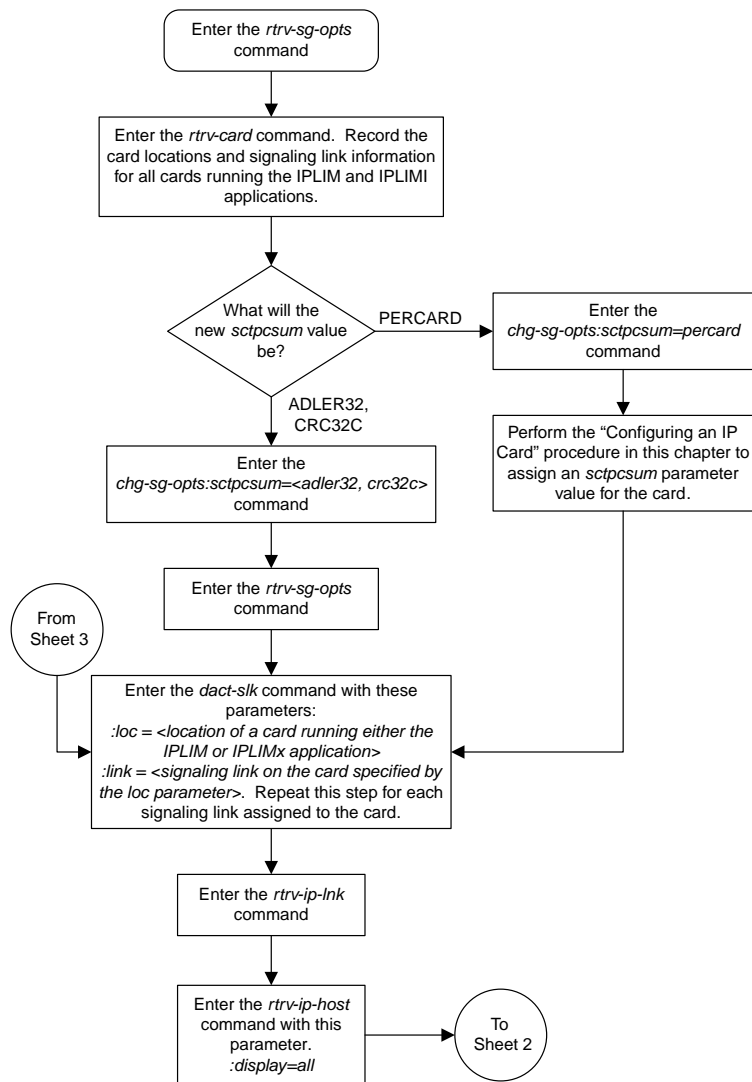 Enter the rtrv-sg-opts
command
Enter the rtrv-card command.  Record the
card locations and signaling link information
for all cards running the IPLIM and IPLIMI
applications.
What will the
new sctpcsum value
be?
PERCARD
Enter the
chg-sg-opts:sctpcsum=percard
command
ADLER32,
CRC32C
Perform the “Configuring an IP
Card” procedure in this chapter to
assign an sctpcsum parameter
value for the card.
Enter the
chg-sg-opts:sctpcsum=<adler32, crc32c>
command
Enter the rtrv-sg-opts
command
From
Sheet 3
Enter the dact-slk command with these
parameters:
:loc = <location of a card running either the
IPLIM or IPLIMx application>
:link = <signaling link on the card specified by
the loc parameter>.  Repeat this step for each
signaling link assigned to the card.
Enter the rtrv-ip-lnk
command
Enter the rtrv-ip-host
command with this
parameter.
:display=all
To
Sheet 2